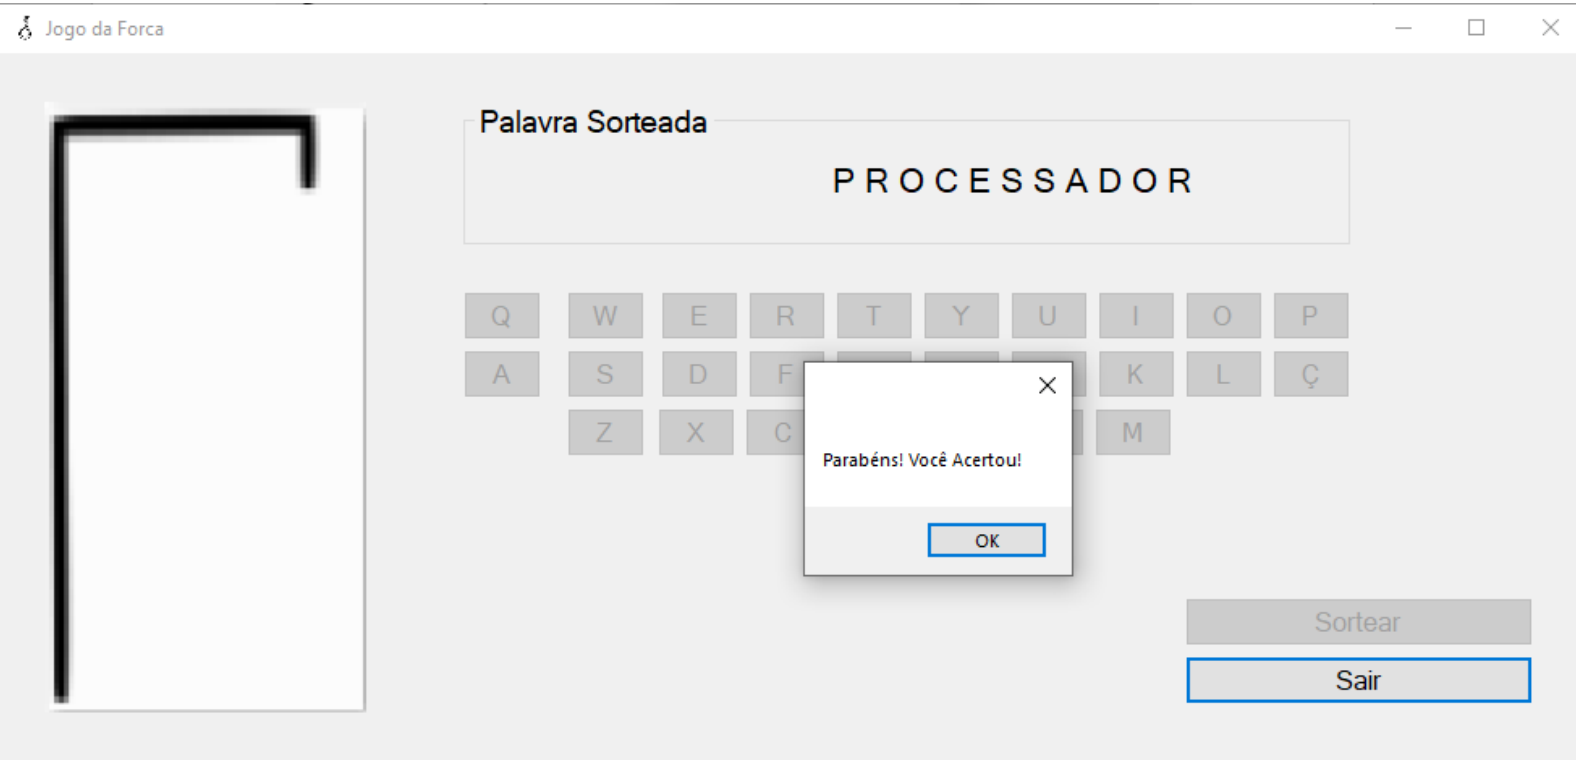 Jogo da Forca
Palavra Sorteada
P R O C E S S A D O R
Q W E R T Y U I O P
A S D F K L Ç
Z X C M
Parabéns! Você Acertou!
OK
Sortear
Sair